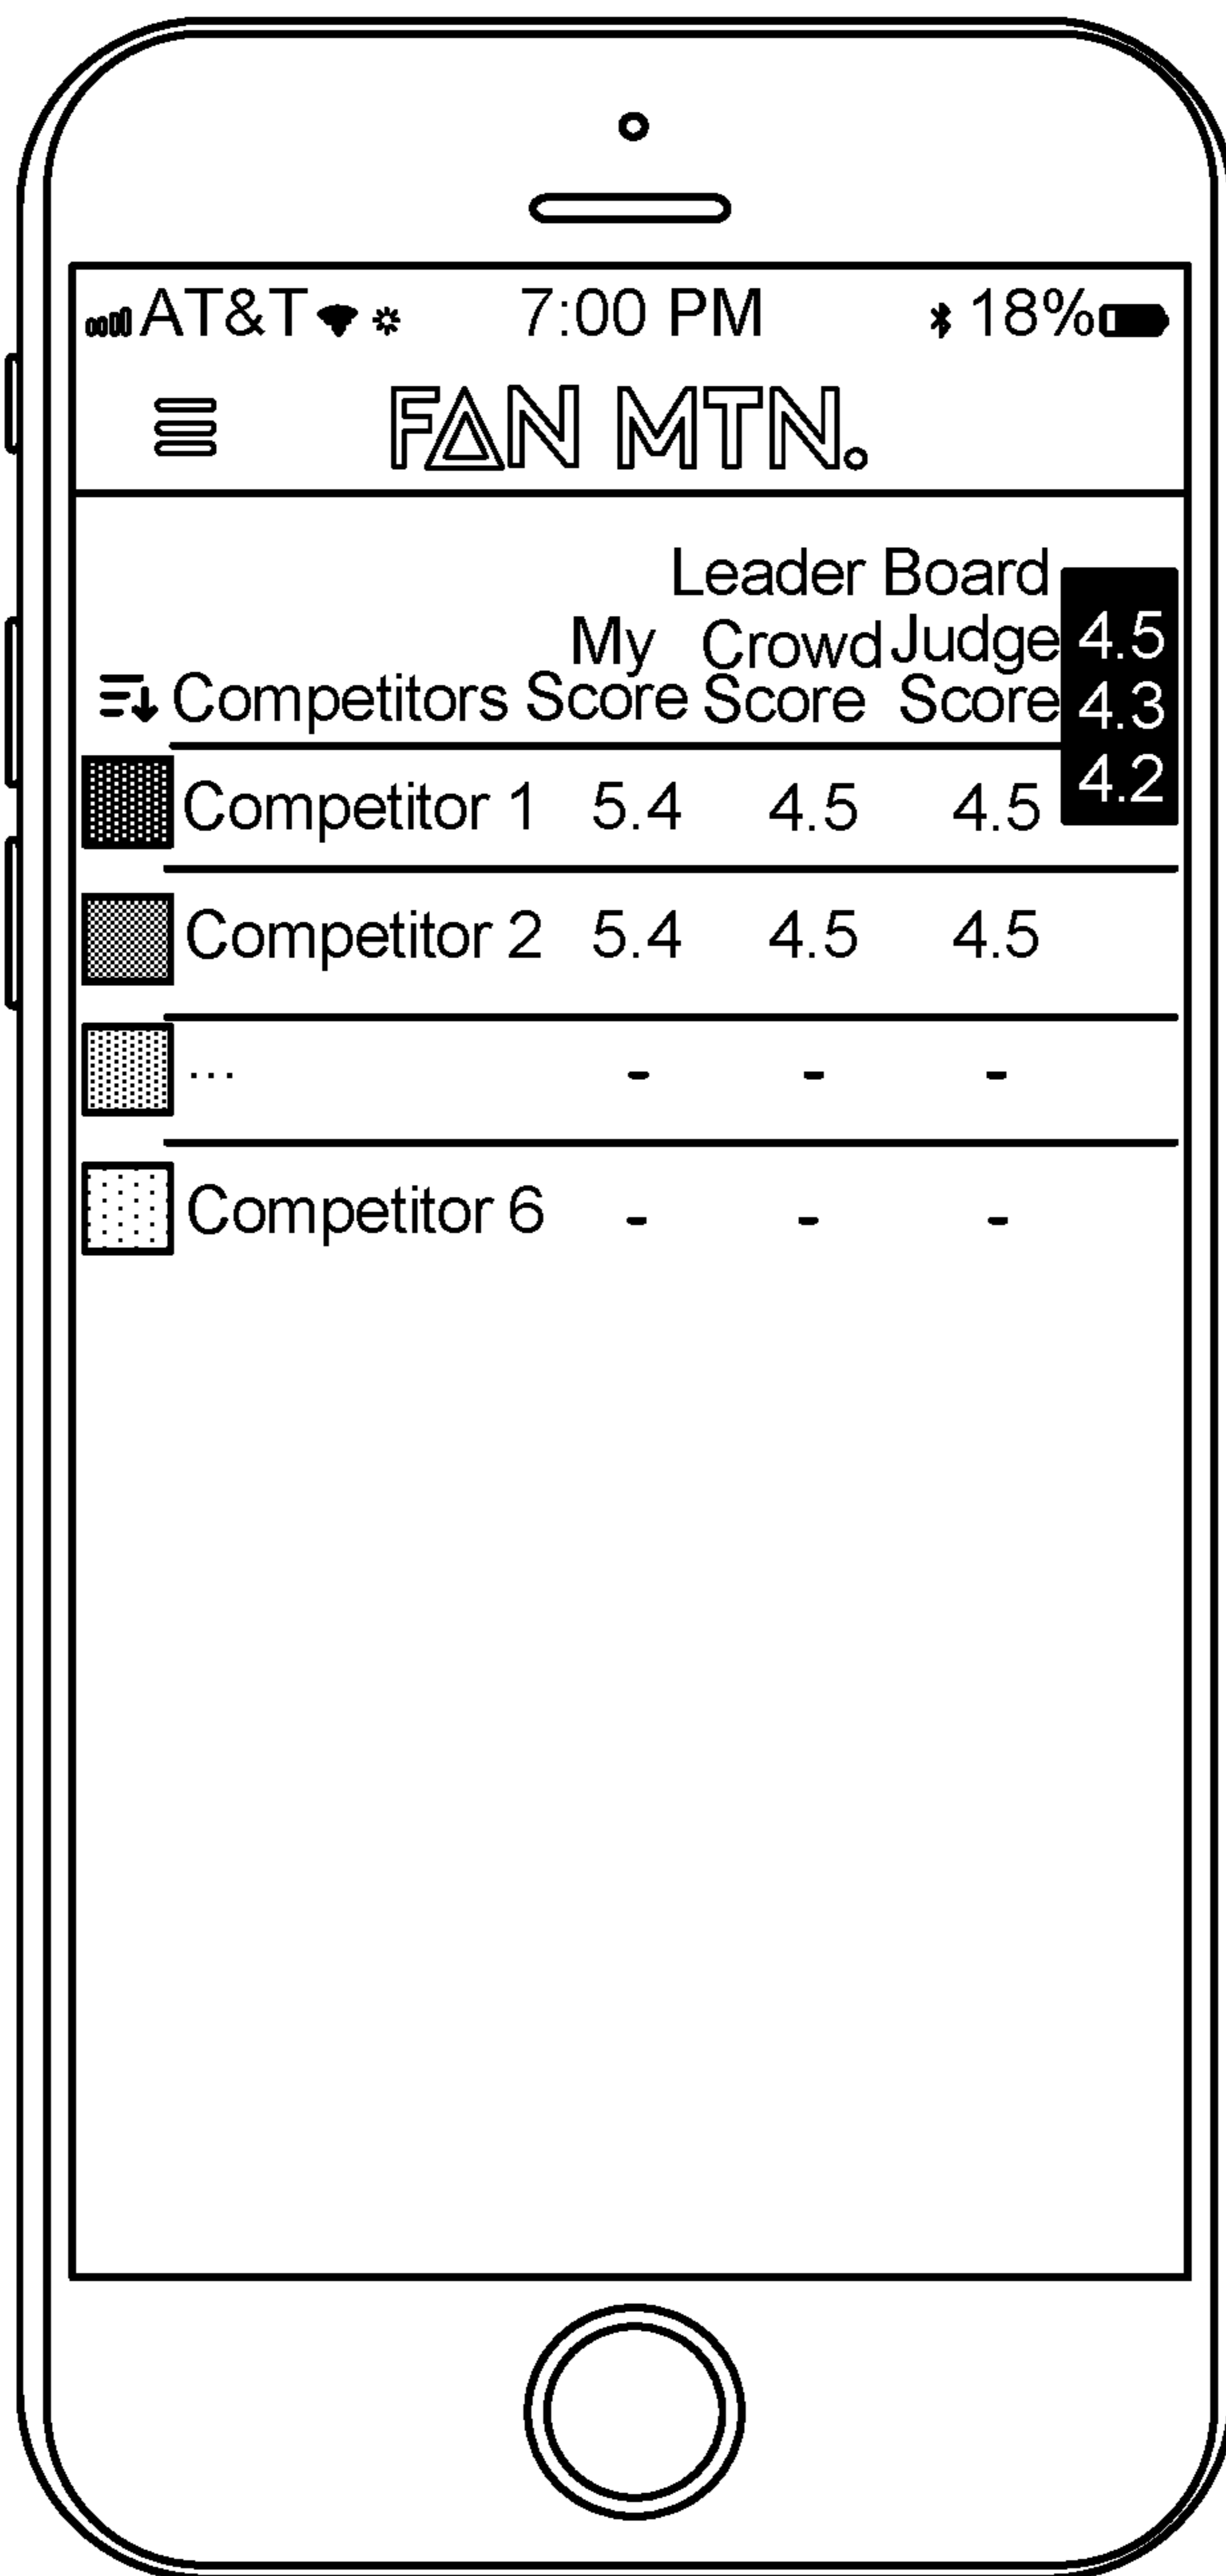 AT&T 7:00 PM 18%
FAN MTN.
Leader Board
My Crowd Judge 4.5
Competitors Score Score Score 4.3
4.2
Competitor 1 5.4 4.5 4.5
Competitor 2 5.4 4.5 4.5
... - - -
Competitor 6 - - -